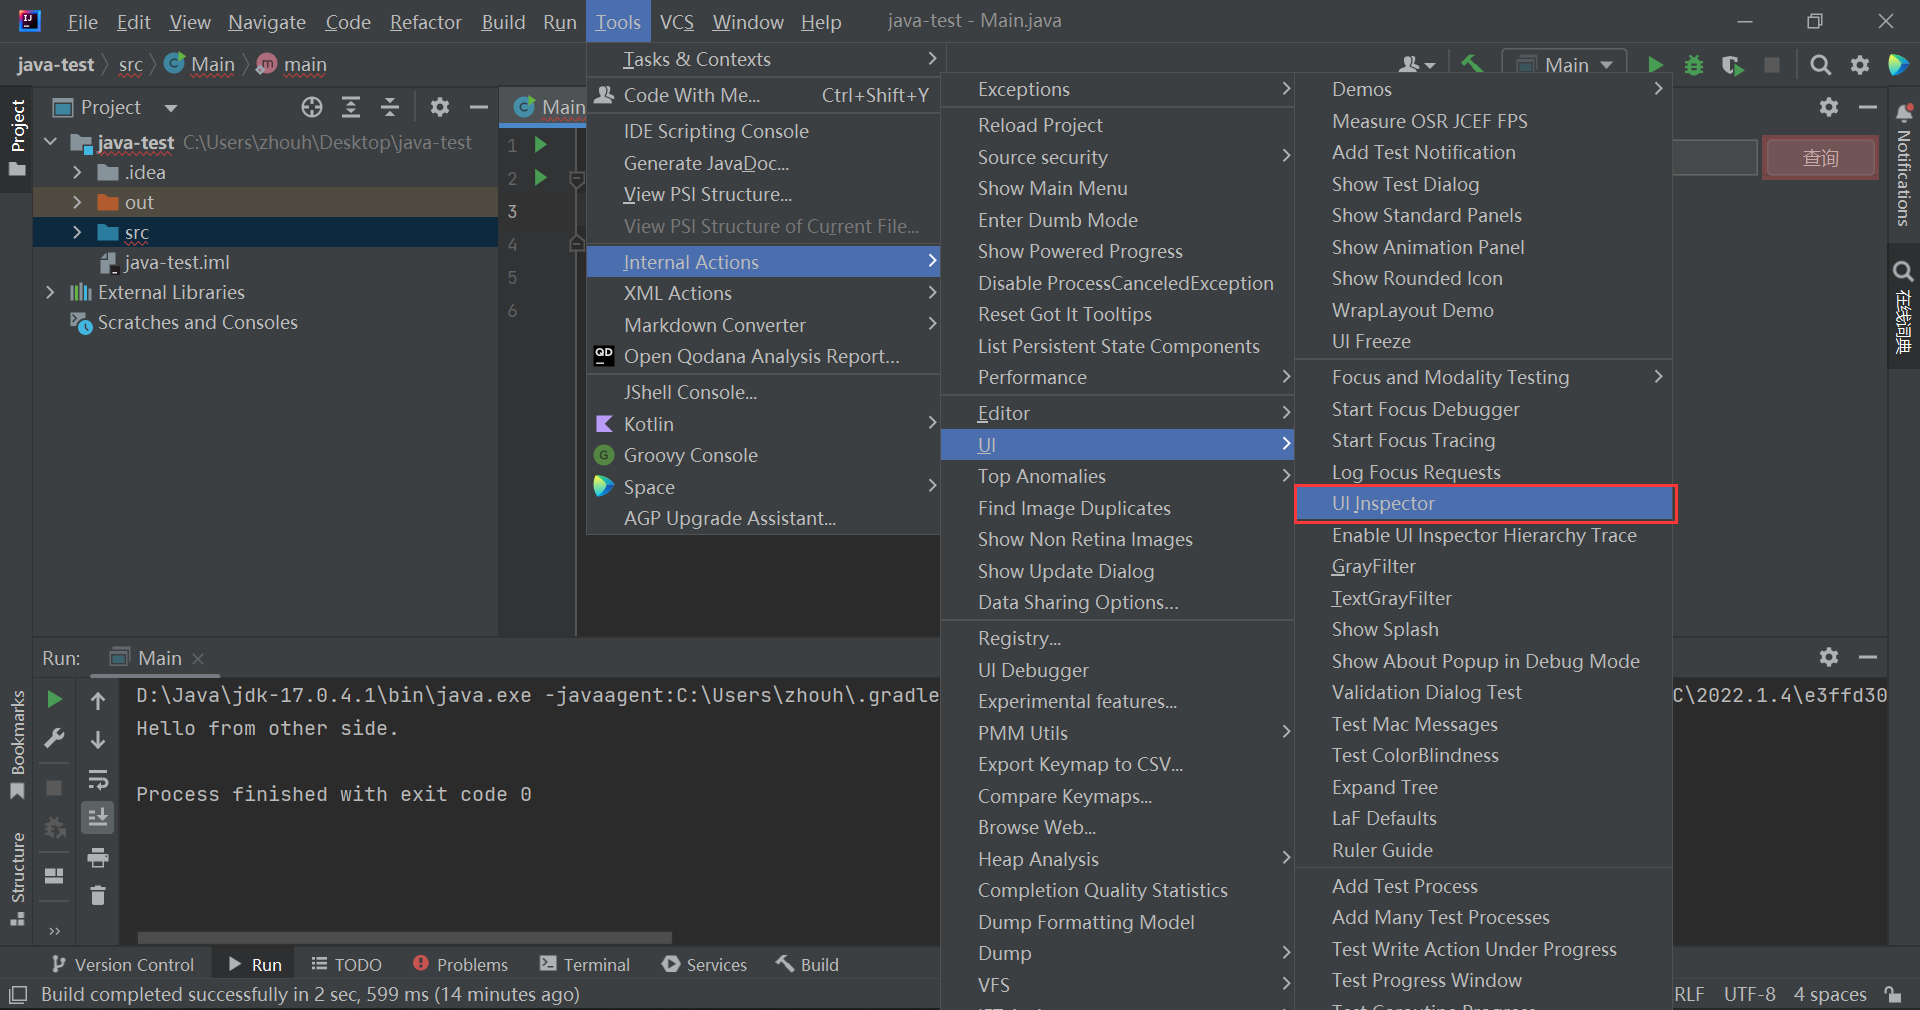 File Edit View Navigate Code Refactor Build Run Tools VCS Window Help java-test - Main.java
java-test src Main main
Main
Project
java-test C:\Users\zhouh\Desktop\java-test
.idea
out
src
java-test.iml
External Libraries
Scratches and Consoles
Project
Bookmarks
Structure
Main
1
2
3
4
5
6
Tasks & Contexts
Code With Me... Ctrl+Shift+Y
IDE Scripting Console
Generate JavaDoc...
View PSI Structure...
View PSI Structure of Current File...
Internal Actions
XML Actions
Markdown Converter
QD Open Qodana Analysis Report...
JShell Console...
Kotlin
G Groovy Console
Space
AGP Upgrade Assistant...
Exceptions
Reload Project
Source security
Show Main Menu
Enter Dumb Mode
Show Powered Progress
Disable ProcessCanceledException
Reset Got It Tooltips
List Persistent State Components
Performance
Editor
UI
Top Anomalies
Find Image Duplicates
Show Non Retina Images
Show Update Dialog
Data Sharing Options...
Registry...
UI Debugger
Experimental features...
PMM Utils
Export Keymap to CSV...
Compare Keymaps...
Browse Web...
Heap Analysis
Completion Quality Statistics
Dump Formatting Model
Dump
VFS
Demos
Measure OSR JCEF FPS
Add Test Notification
Show Test Dialog
Show Standard Panels
Show Animation Panel
Show Rounded Icon
WrapLayout Demo
UI Freeze
Focus and Modality Testing
Start Focus Debugger
Start Focus Tracing
Log Focus Requests
UI Inspector
Enable UI Inspector Hierarchy Trace
GrayFilter
TextGrayFilter
Show Splash
Show About Popup in Debug Mode
Validation Dialog Test
Test Mac Messages
Test ColorBlindness
Expand Tree
LaF Defaults
Ruler Guide
Add Test Process
Add Many Test Processes
Test Write Action Under Progress
Test Progress Window
查询
Notifications
在线词典
Run: Main
D:\Java\jdk-17.0.4.1\bin\java.exe -javaagent:C:\Users\zhouh\.gradle
C\2022.1.4\e3ffd30
Hello from other side.
Process finished with exit code 0
Version Control Run TODO Problems Terminal Services Build
Build completed successfully in 2 sec, 599 ms (14 minutes ago)
RLF UTF-8 4 spaces